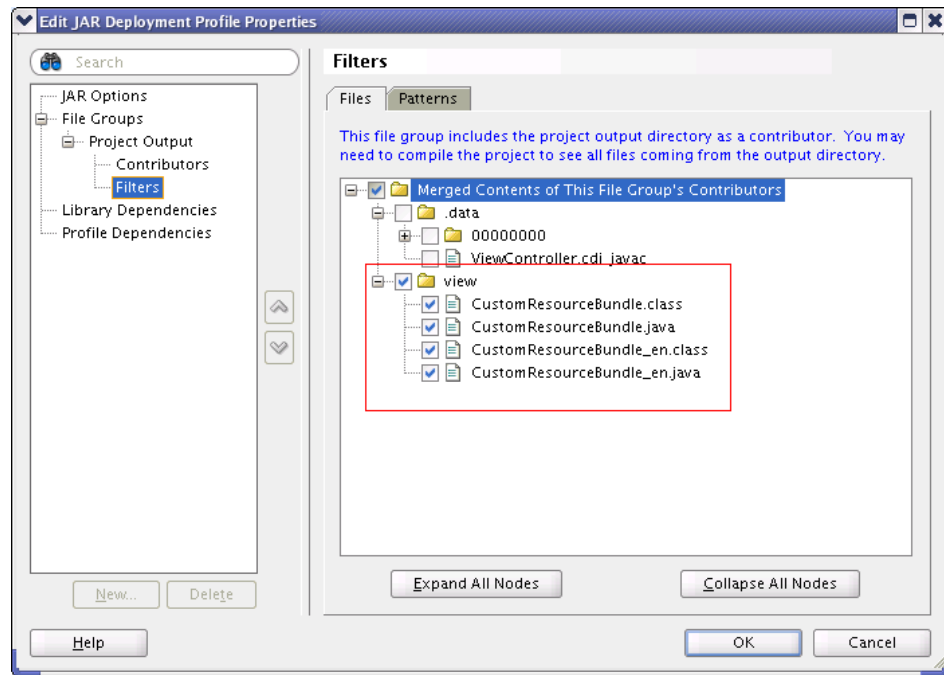 Edit JAR Deployment Profile Properties
Search
JAR Options
File Groups
Project Output
Contributors
Filters
Library Dependencies
Profile Dependencies
New...
Delete
Filters
Files
Patterns
This file group includes the project output directory as a contributor. You may
need to compile the project to see all files coming from the output directory.
Merged Contents of This File Group's Contributors
.data
00000000
ViewController.cdi_javac
view
CustomResourceBundle.class
CustomResourceBundle.java
CustomResourceBundle_en.class
CustomResourceBundle_en.java
Expand All Nodes
Collapse All Nodes
Help
OK
Cancel